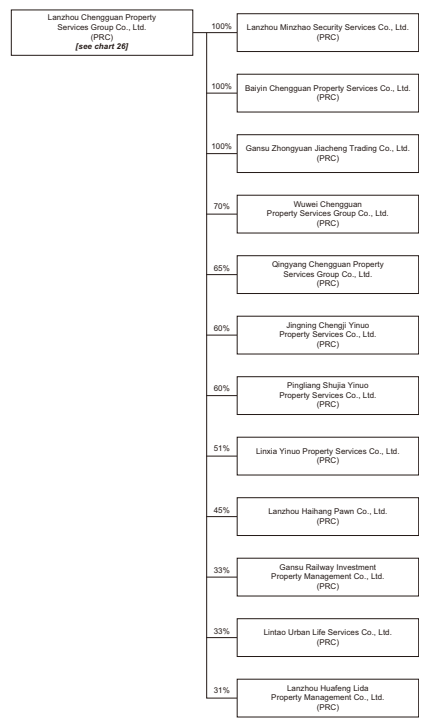 Lanzhou Chengguan Property
Services Group Co., Ltd.
(PRC)
[see chart 26]
100%
Lanzhou Minzhao Security Services Co., Ltd.
(PRC)
100%
Baiyin Chengguan Property Services Co., Ltd.
(PRC)
100%
Gansu Zhongyuan Jiacheng Trading Co., Ltd.
(PRC)
70%
Wuwei Chengguan
Property Services Group Co., Ltd.
(PRC)
65%
Qingyang Chengguan Property
Services Group Co., Ltd.
(PRC)
60%
Jingning Chengji Yinuo
Property Services Co., Ltd.
(PRC)
60%
Pingliang Shujia Yinuo
Property Services Co., Ltd.
(PRC)
51%
Linxia Yinuo Property Services Co., Ltd.
(PRC)
45%
Lanzhou Haihang Pawn Co., Ltd.
(PRC)
33%
Gansu Railway Investment
Property Management Co., Ltd.
(PRC)
33%
Lintao Urban Life Services Co., Ltd.
(PRC)
31%
Lanzhou Huafeng Lida
Property Management Co., Ltd.
(PRC)